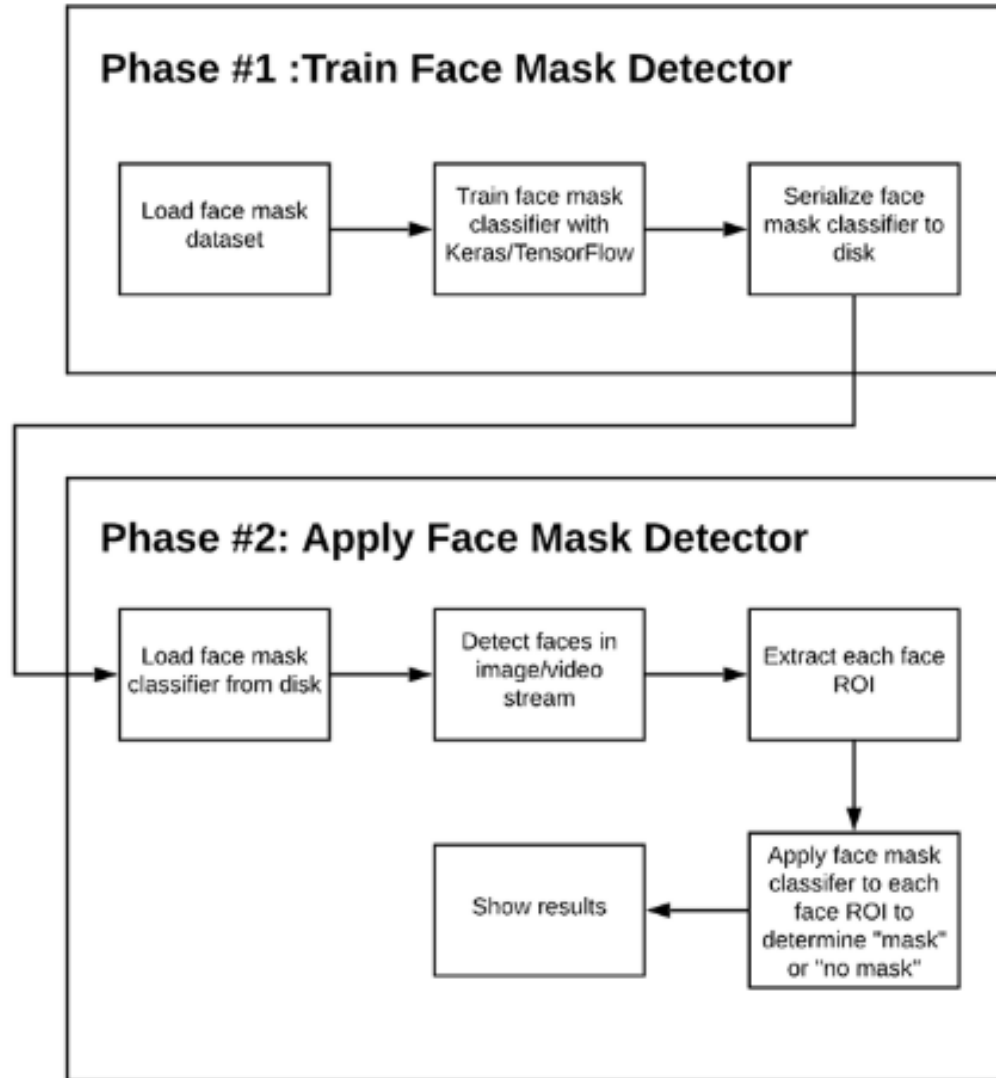 Phase #1 :Train Face Mask Detector
Load face mask
dataset
Train face mask
classifier with
Keras/TensorFlow
Serialize face
mask classifier to
disk
Phase #2: Apply Face Mask Detector
Load face mask
classifier from disk
Detect faces in
image/video
stream
Extract each face
ROI
Apply face mask
classifer to each
face ROI to
determine "mask"
or "no mask"
Show results